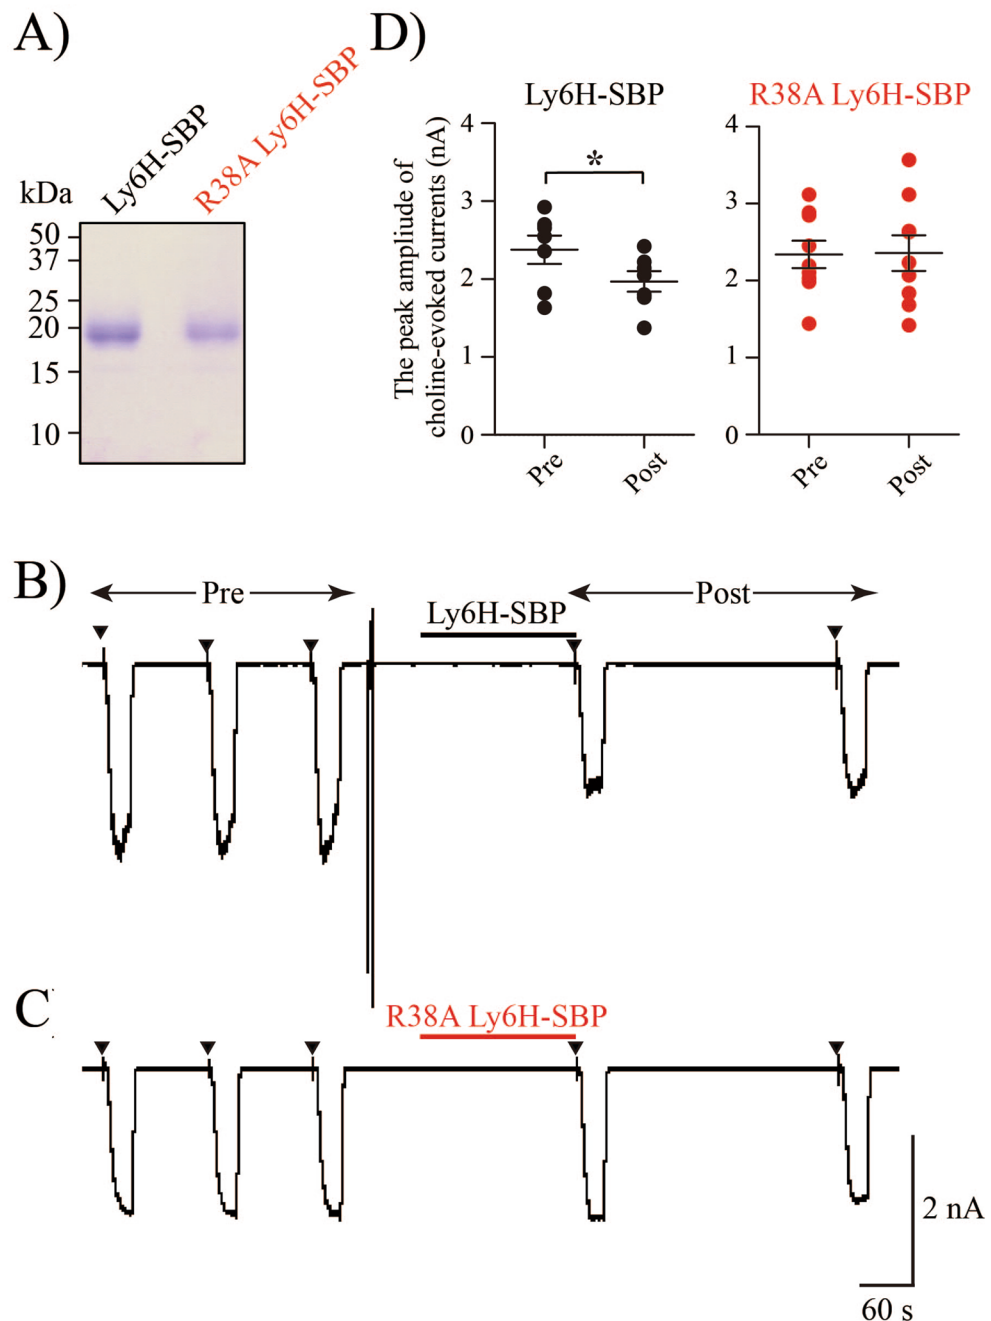 A)
kDa
Ly6H-SBP
R38A Ly6H-SBP
50
37
25
20
15
10
D)
The peak ampliude of
choline-evoked currents (nA)
Ly6H-SBP
4
3
2
1
0
*
Pre
Post
R38A Ly6H-SBP
4
3
2
1
0
Pre
Post
B)
Pre
Ly6H-SBP
Post
C
R38A Ly6H-SBP
2 nA
60 s